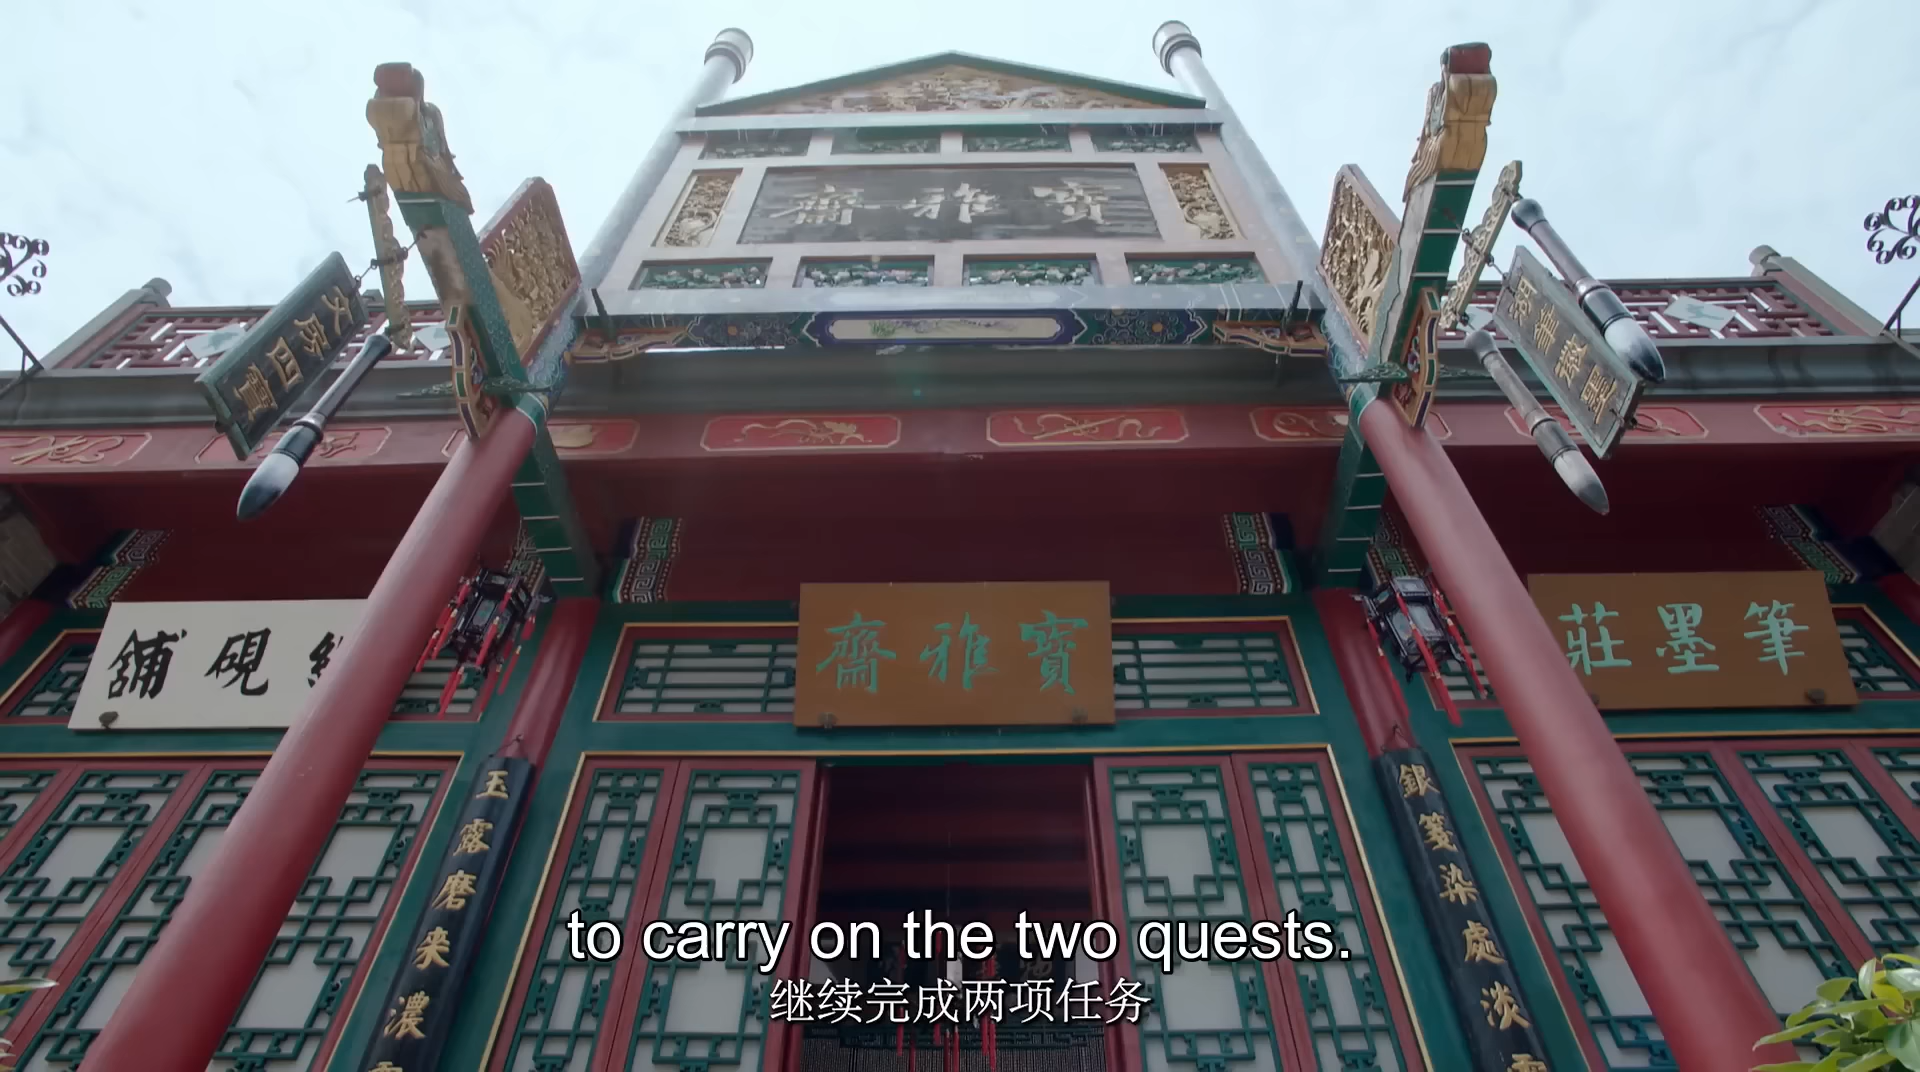 寶雅齋
文房四寶
寶雅齋
筆墨莊
硯舖
玉露磨来濃
銀箋染處淡
to carry on the two quests.
继续完成两项任务